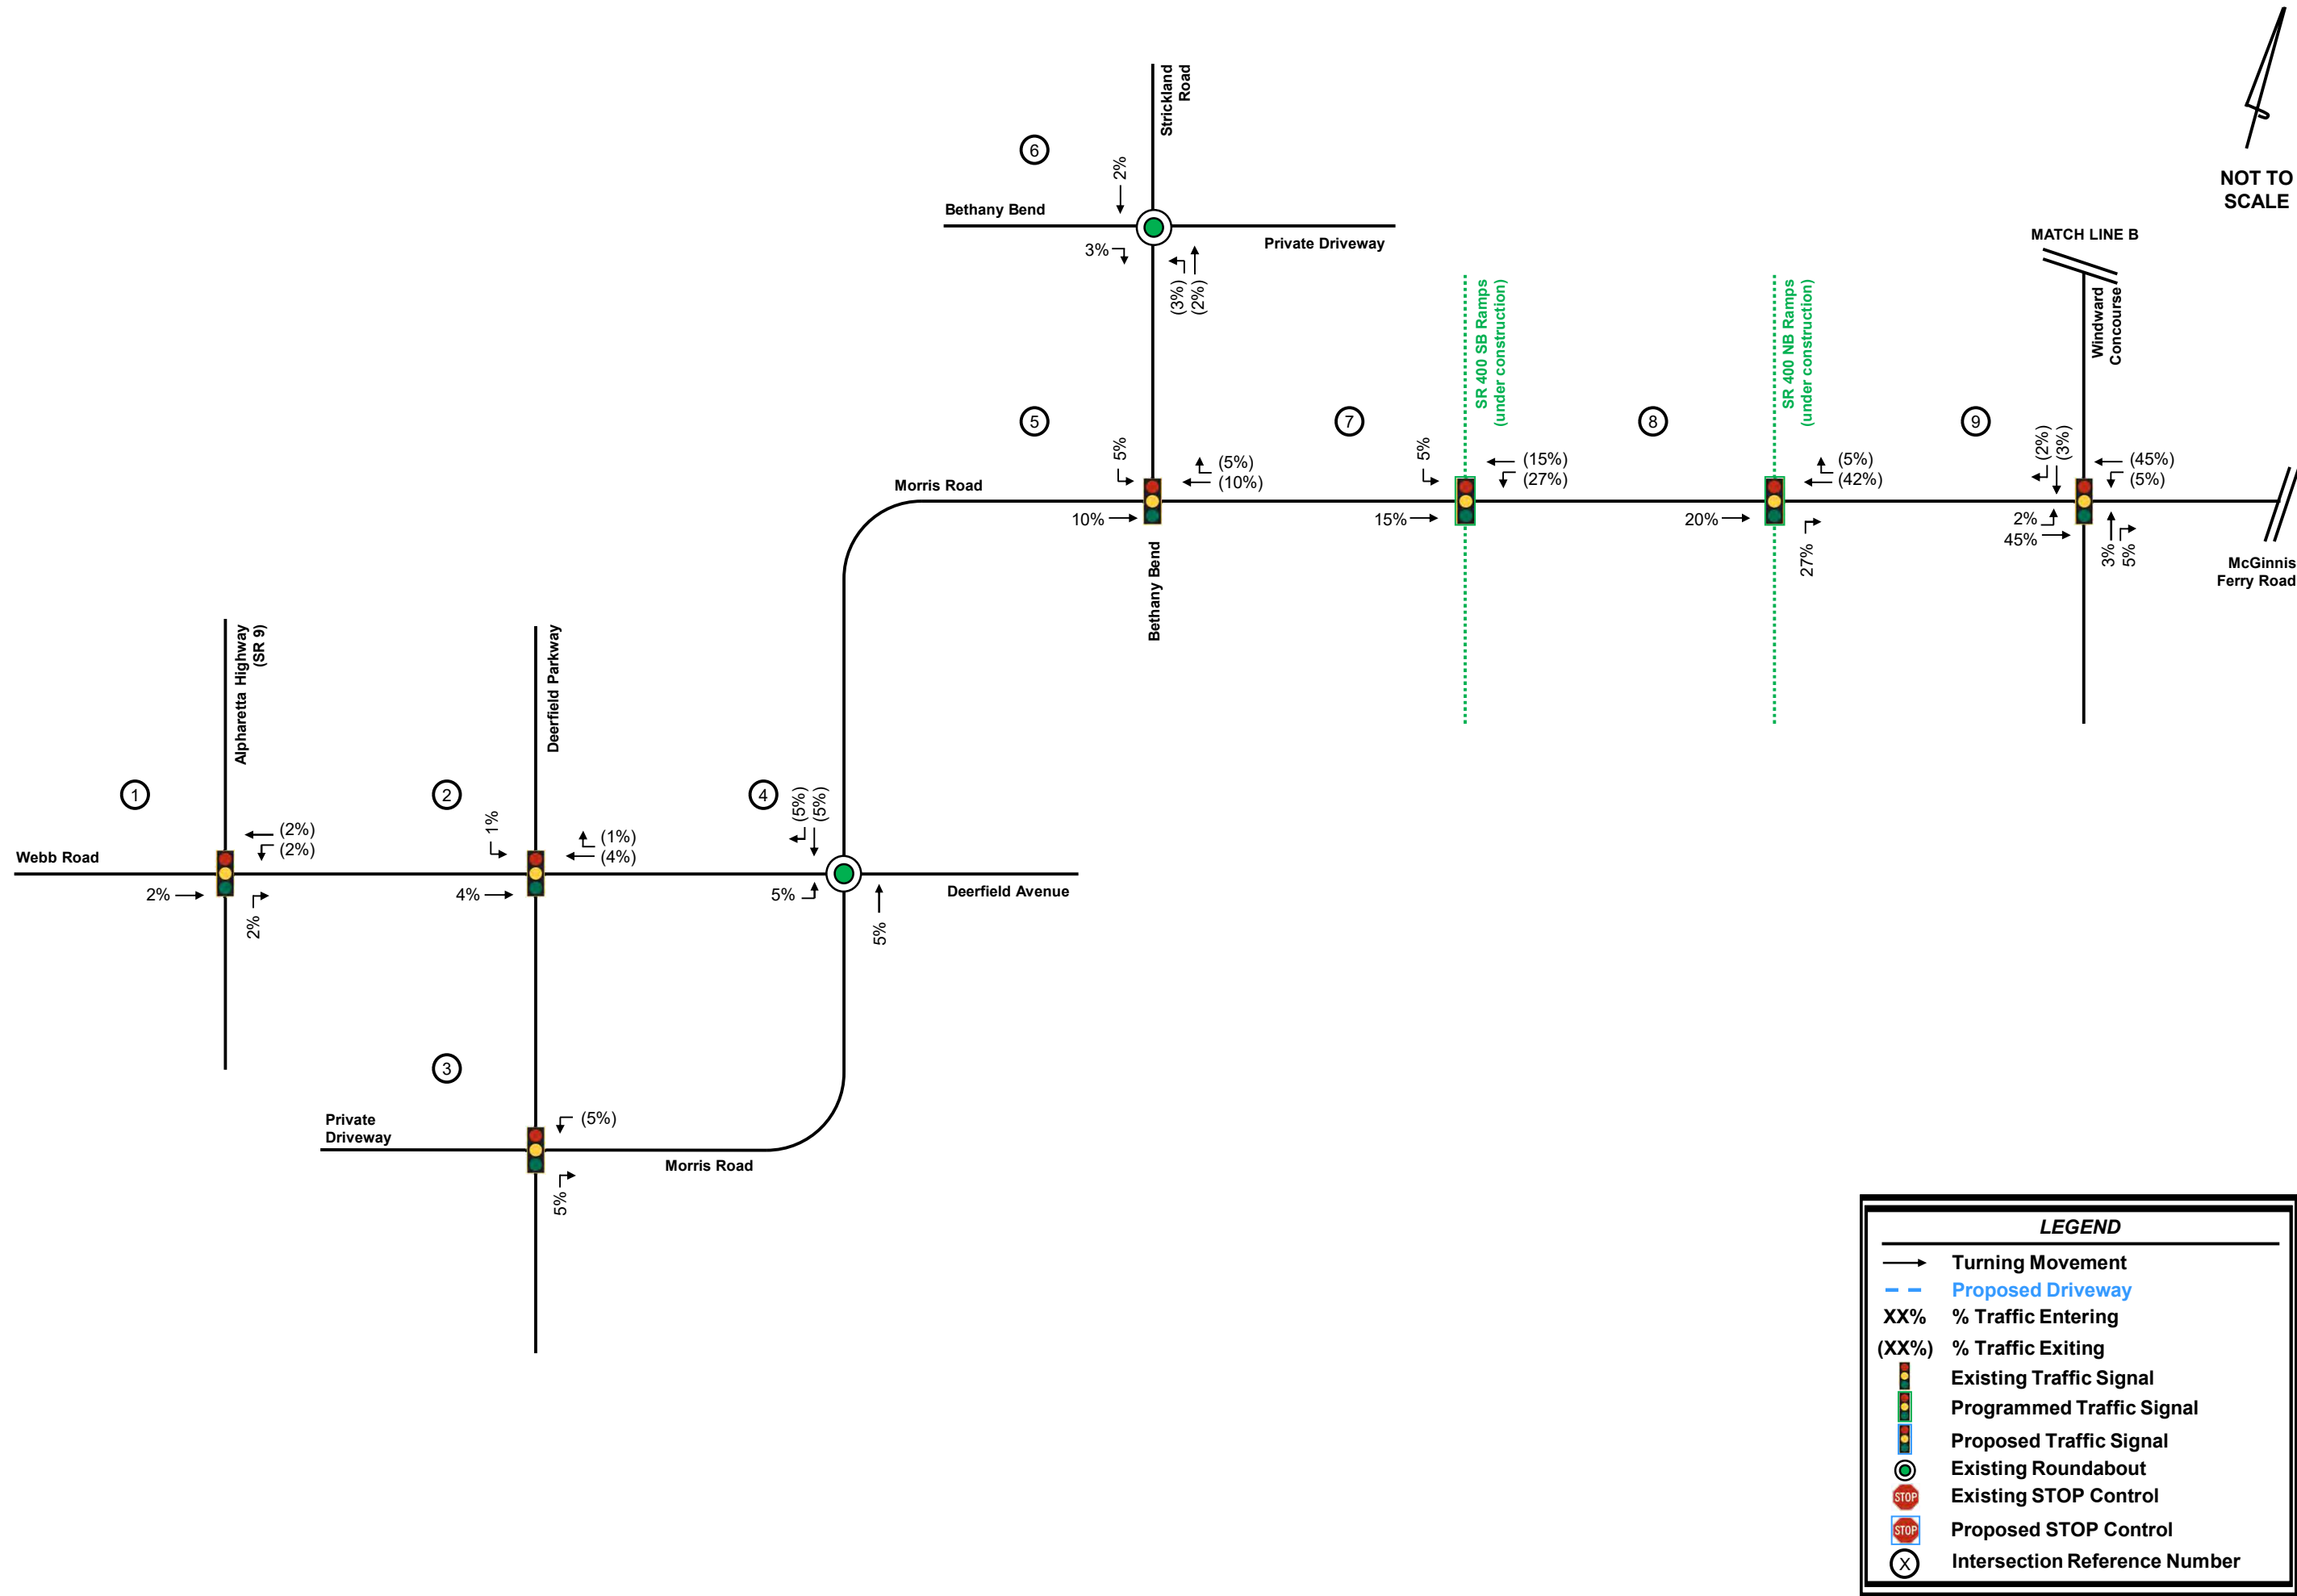 Strickland
Road
6
2%
Bethany Bend
Private Driveway
3%
(3%)
(2%)
NOT TO
SCALE
MATCH LINE B
Windward
Concourse
SR 400 SB Ramps
(under construction)
SR 400 NB Ramps
(under construction)
5
7
8
9
5%
(5%)
(10%)
Morris Road
10%
Bethany Bend
5%
(15%)
(27%)
15%
(5%)
(42%)
20%
27%
(2%)
(3%)
(45%)
(5%)
2%
45%
3%
5%
McGinnis
Ferry Road
Alpharetta Highway
(SR 9)
Deerfield Parkway
1
2
4
(2%)
(2%)
Webb Road
2%
2%
1%
(1%)
(4%)
4%
(5%)
(5%)
5%
5%
Deerfield Avenue
3
Private
Driveway
(5%)
Morris Road
5%
LEGEND
Turning Movement
Proposed Driveway
XX% % Traffic Entering
(XX%) % Traffic Exiting
Existing Traffic Signal
Programmed Traffic Signal
Proposed Traffic Signal
Existing Roundabout
STOP Existing STOP Control
STOP Proposed STOP Control
X Intersection Reference Number